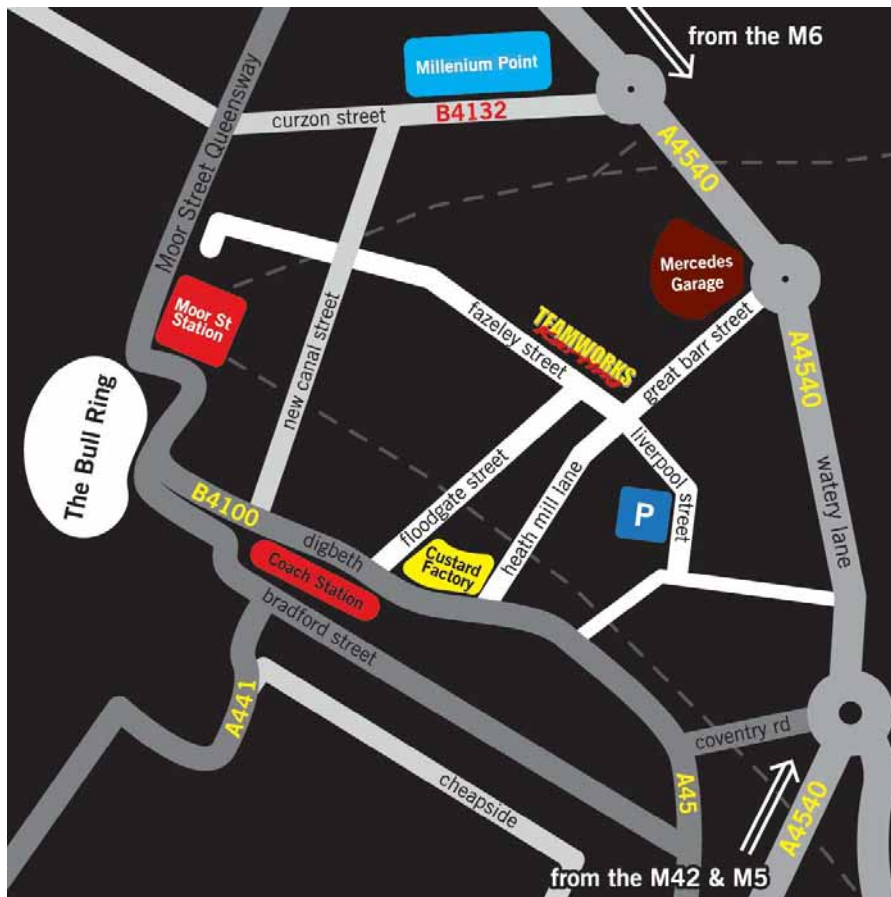 from the M6
Millenium Point
curzon street
B4132
Moor Street Queensway
A4540
Mercedes
Garage
Moor St
Station
TEAMWORKS
fazeley street
great barr street
A4540
new canal street
The Bull Ring
liverpool street
floodgate street
heath mill lane
P
watery lane
B4100
digbeth
Custard
Factory
Coach Station
bradford street
A441
coventry rd
cheapside
A45
A4540
from the M42 & M5